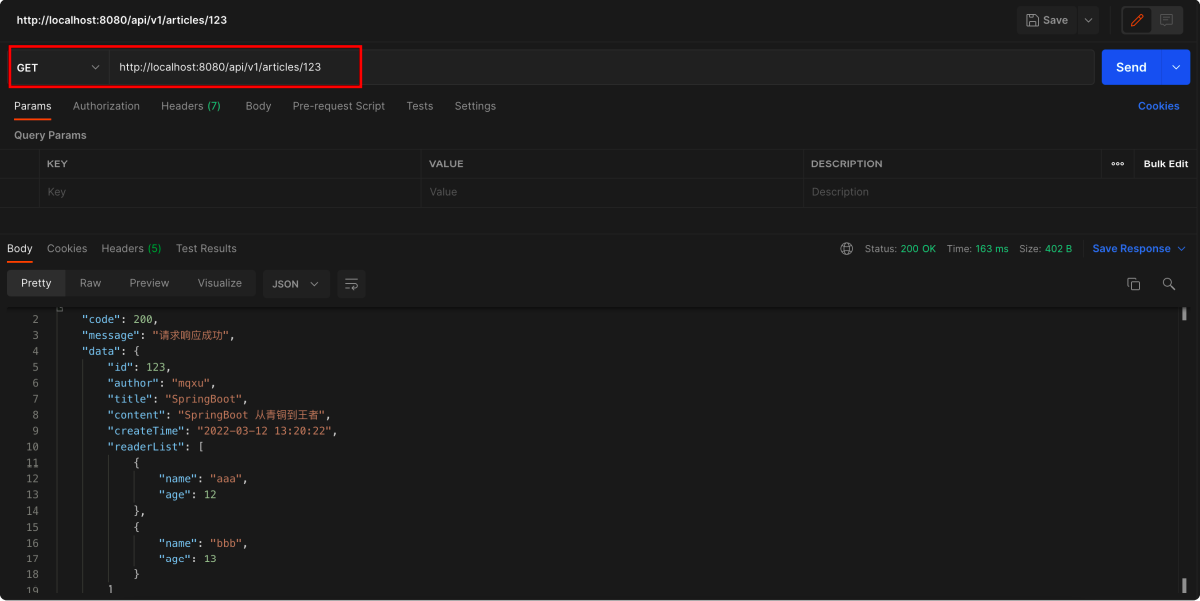 http://localhost:8080/api/v1/articles/123 Save
GET http://localhost:8080/api/v1/articles/123 Send
Params Authorization Headers (7) Body Pre-request Script Tests Settings Cookies
Query Params
KEY VALUE DESCRIPTION Bulk Edit
Key Value Description
Body Cookies Headers (5) Test Results Status: 200 OK Time: 163 ms Size: 402 B Save Response
Pretty Raw Preview Visualize JSON
2 "code": 200,
3 "message": "请求响应成功",
4 "data": {
5 "id": 123,
6 "author": "mqxu",
7 "title": "SpringBoot",
8 "content": "SpringBoot 从青铜到王者",
9 "createTime": "2022-03-12 13:20:22",
10 "readerList": [
11 {
12 "name": "aaa",
13 "age": 12
14 },
15 {
16 "name": "bbb",
17 "age": 13
18 }
19 ]